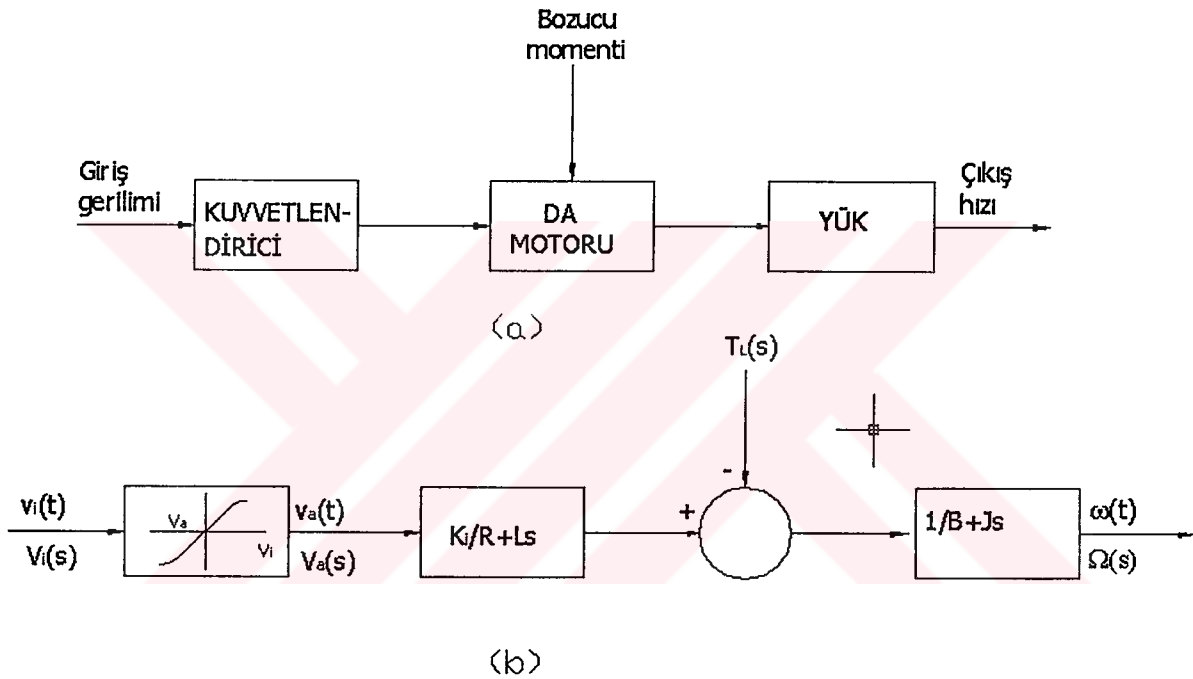 Bozucu
momenti
Giriş
gerilimi
KUVVETLEN-
DİRİCİ
DA
MOTORU
YÜK
Çıkış
hızı
(a)
TL(s)
-
vi(t)
Vi(s)
Va
Vi
va(t)
Va(s)
Ki/R+Ls
+
1/B+Js
ω(t)
Ω(s)
(b)